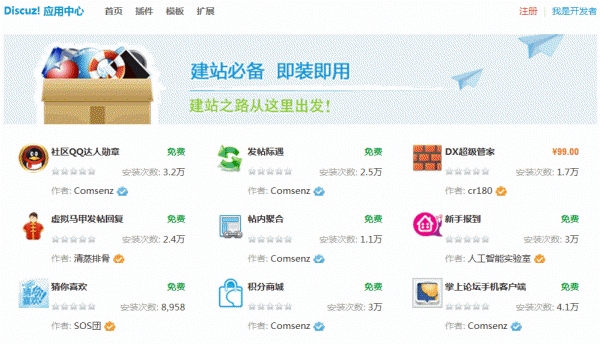 Discuz! 应用中心 首页 插件 模板 扩展 注册 | 我是开发者
建站必备 即装即用
建站之路从这里出发!
社区QQ达人勋章 免费 发帖际遇 免费 DX超级管家 ¥99.00
安装次数: 3.2万 安装次数: 2.5万 安装次数: 1.7万
作者: Comsenz 作者: Comsenz 作者: cr180
虚拟马甲发帖回复 免费 帖内聚合 免费 新手报到 免费
安装次数: 2.4万 安装次数: 1.1万 安装次数: 3万
作者: 清蒸排骨 作者: Comsenz 作者: 人工智能实验室
猜你喜欢 免费 积分商城 免费 掌上论坛手机客户端 免费
安装次数: 8,958 安装次数: 3万 安装次数: 4.1万
作者: SOS团 作者: Comsenz 作者: Comsenz